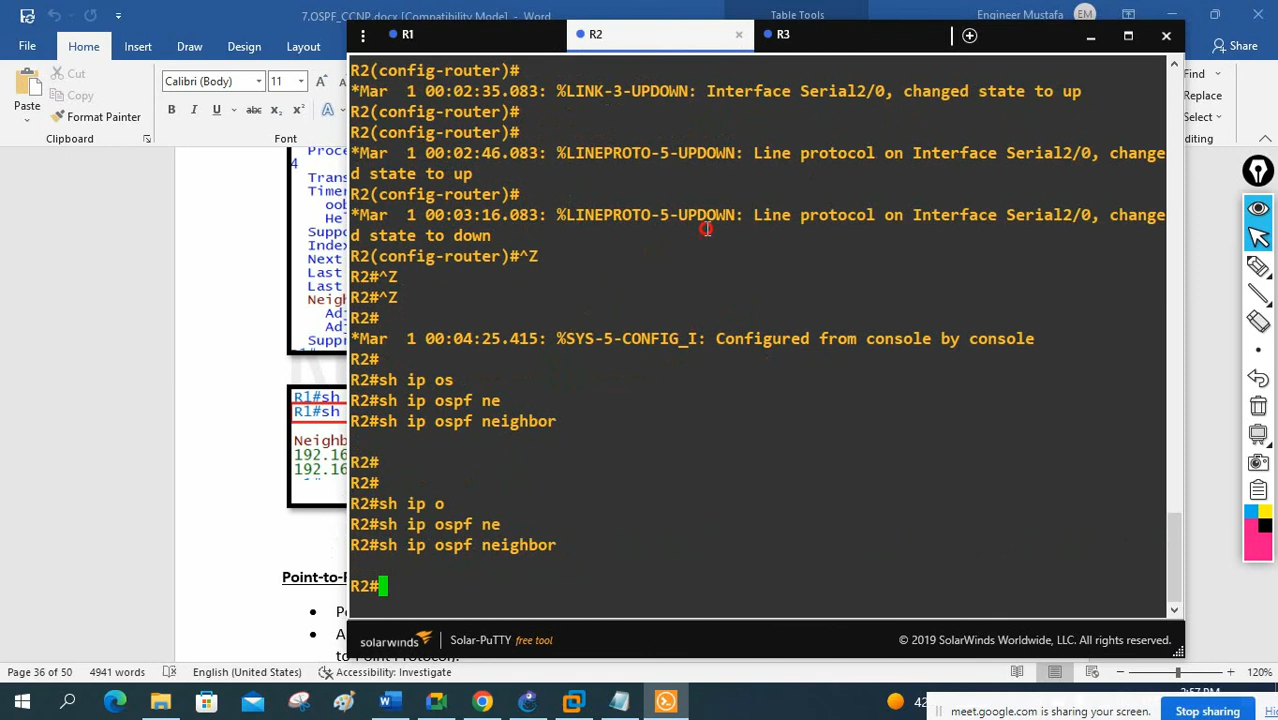 7.OSPF_CCNP.docx [Compatibility Mode] - Word
Table Tools
Engineer Mustafa
EM
File
Home
Insert
Draw
Design
Layout
Share
Paste
Cut
Copy
Format Painter
Clipboard
Calibri (Body)
11
B I U
Font
Find
Replace
Select
Editing
R1
R2
R3
R2(config-router)#
*Mar 1 00:02:35.083: %LINK-3-UPDOWN: Interface Serial2/0, changed state to up
R2(config-router)#
R2(config-router)#
*Mar 1 00:02:46.083: %LINEPROTO-5-UPDOWN: Line protocol on Interface Serial2/0, change
d state to up
R2(config-router)#
*Mar 1 00:03:16.083: %LINEPROTO-5-UPDOWN: Line protocol on Interface Serial2/0, change
d state to down
R2(config-router)#^Z
R2#^Z
R2#^Z
R2#
*Mar 1 00:04:25.415: %SYS-5-CONFIG_I: Configured from console by console
R2#
R2#sh ip os
R2#sh ip ospf ne
R2#sh ip ospf neighbor
R2#
R2#
R2#sh ip o
R2#sh ip ospf ne
R2#sh ip ospf neighbor
R2#
solarwinds
Solar-PuTTY free tool
© 2019 SolarWinds Worldwide, LLC. All rights reserved.
Proce
4
Trans
Timer
oob
He
Suppo
Index
Next
Last
Last
Neigh
Ad
Ad
Suppr
R1#sh
R1#sh
Neighb
192.16
192.16
Point-to-P
to Point Protocol).
Page 36 of 50
4941 words
English (United States)
Accessibility: Investigate
120%
meet.google.com is sharing your screen.
Stop sharing